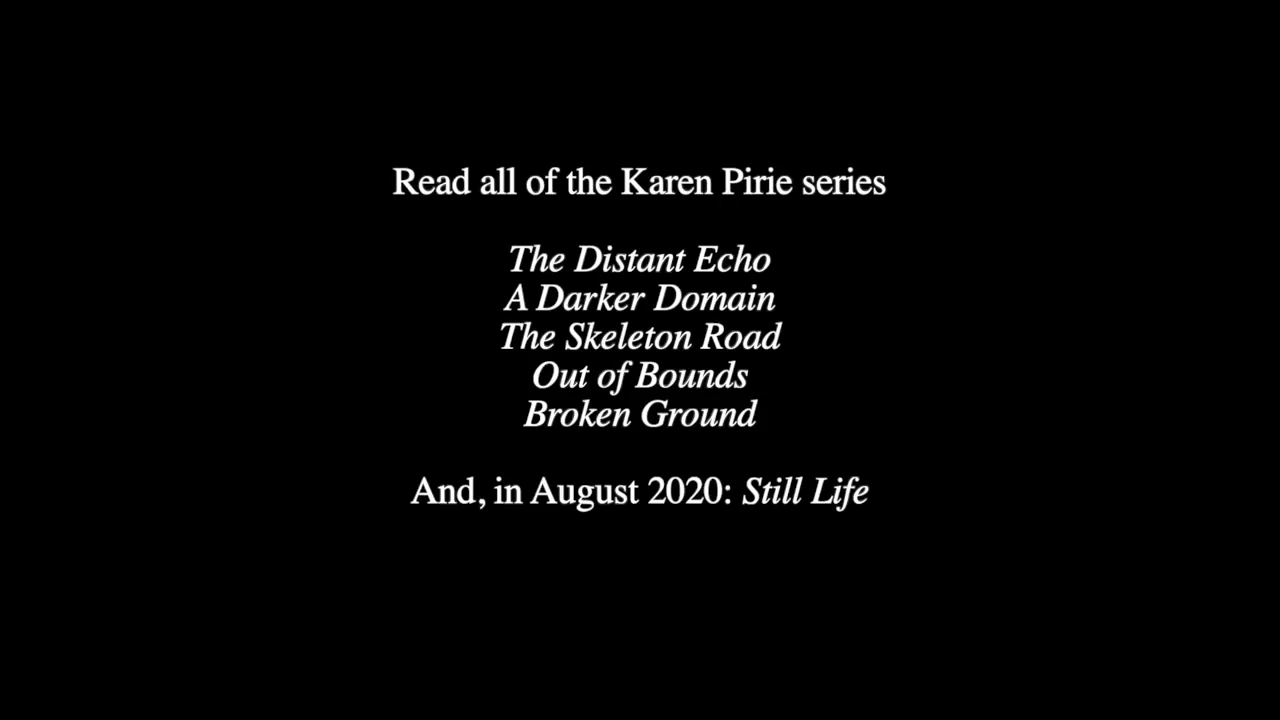 Read all of the Karen Pirie series
The Distant Echo
A Darker Domain
The Skeleton Road
Out of Bounds
Broken Ground
And, in August 2020: Still Life